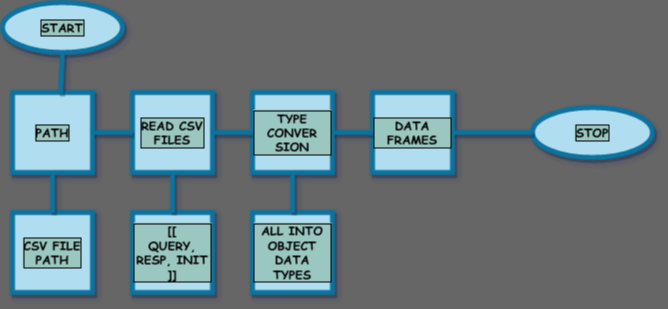 START
PATH
READ CSV
FILES
TYPE
CONVER
SION
DATA
FRAMES
STOP
CSV FILE
PATH
[[
QUERY,
RESP, INIT
]]
ALL INTO
OBJECT
DATA
TYPES